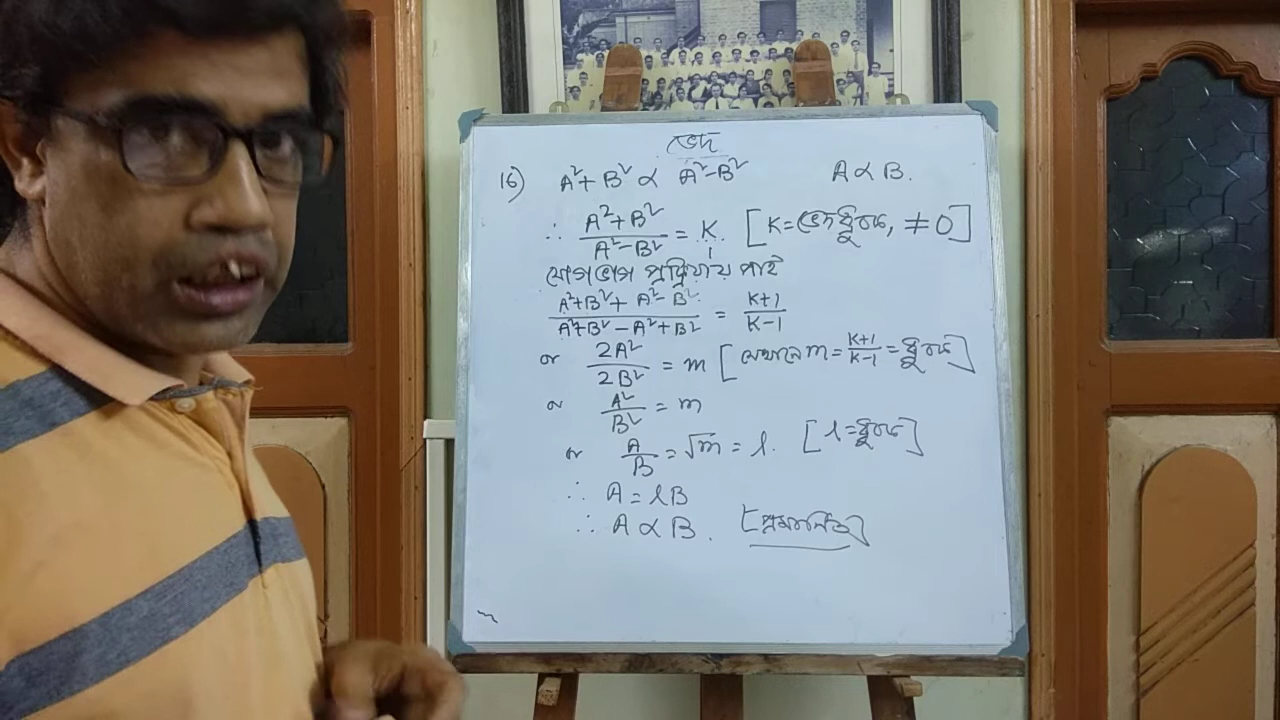 ভেদ
16) A²+B² ∝ A²-B² A ∝ B.
∴ A²+B²/A²-B² = K. [K=ভেদ ধ্রুবক, ≠0]
যোগভাগ প্রক্রিয়ায় পাই
A²+B²+A²-B²/A²+B²-A²+B² = K+1/K-1
or 2A²/2B² = m [যেখানে m = K+1/K-1 = ধ্রুবক]
or A²/B² = m
or A/B = √m = l. [l=ধ্রুবক]
∴ A = lB
∴ A ∝ B. [প্রমানিত]